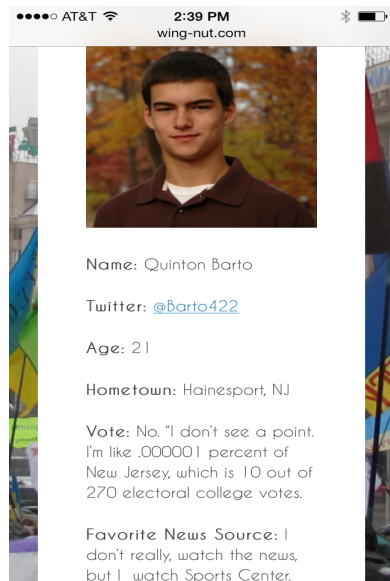 AT&T 2:39 PM
wing-nut.com
Name: Quinton Barto
Twitter: @Barto422
Age: 21
Hometown: Hainesport, NJ
Vote: No. "I don't see a point.
I'm like .000001 percent of
New Jersey, which is 10 out of
270 electoral college votes.
Favorite News Source: I
don't really, watch the news,
but I watch Sports Center.